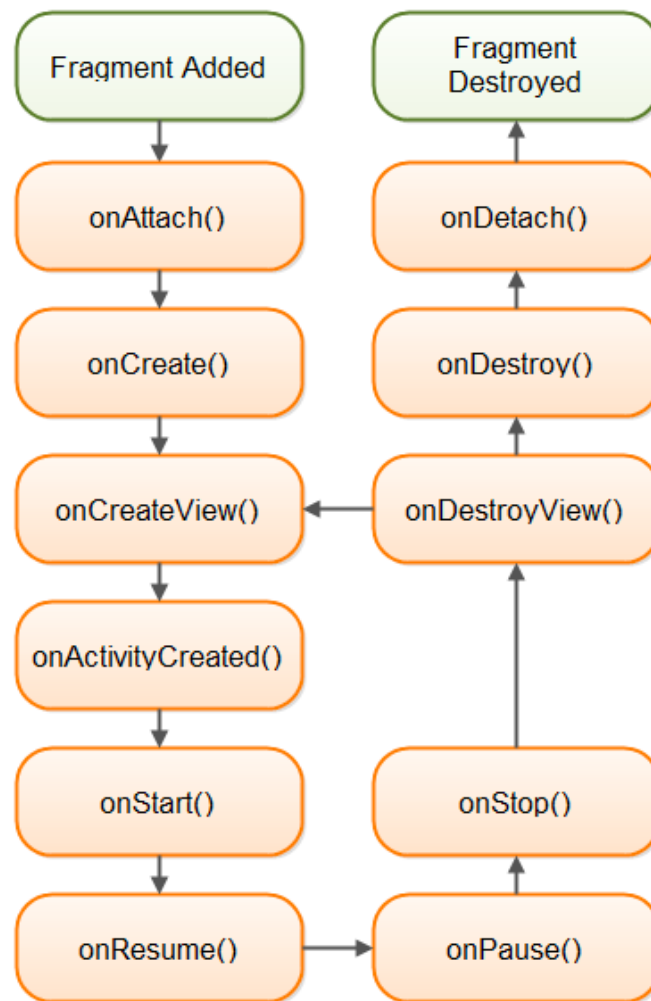 Fragment Added
onAttach()
onCreate()
onCreateView()
onActivityCreated()
onStart()
onResume()
Fragment
Destroyed
onDetach()
onDestroy()
onDestroyView()
onStop()
onPause()